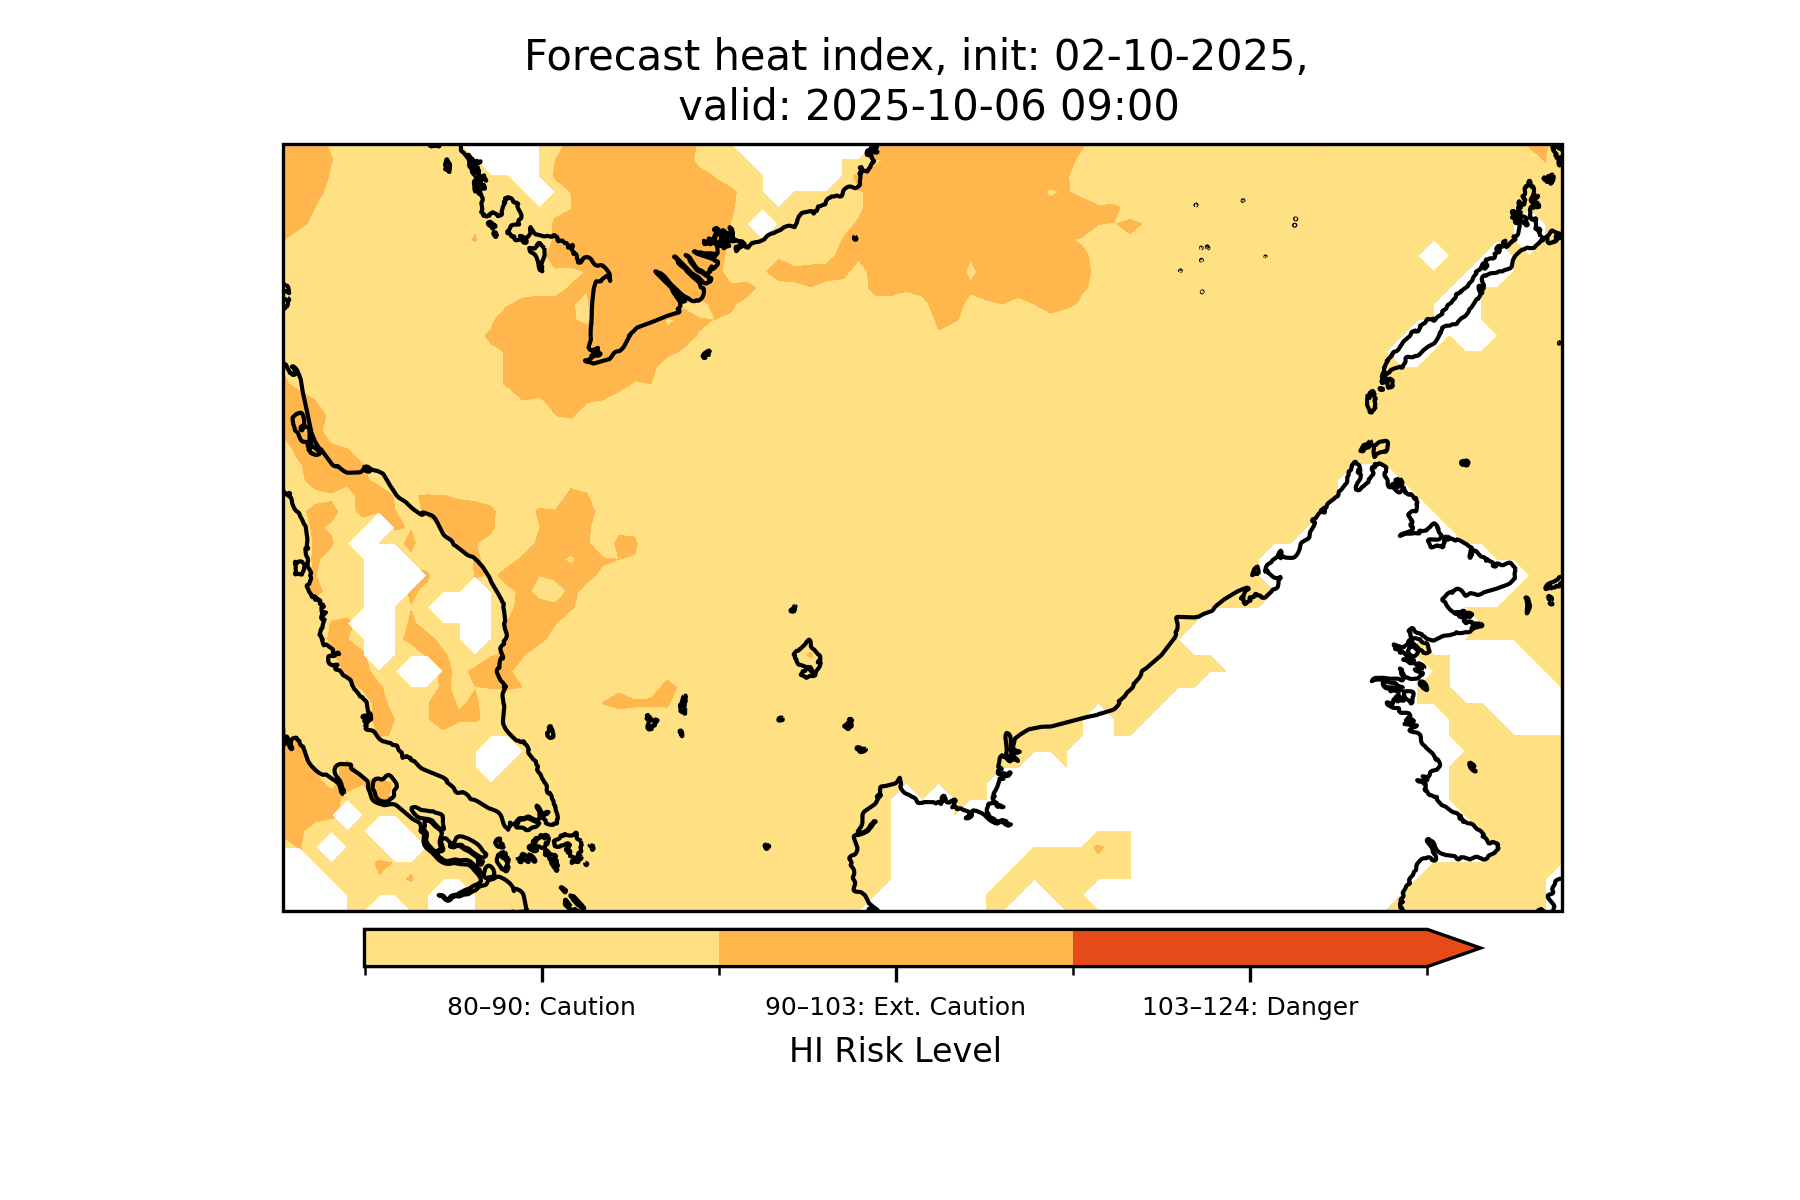 Forecast heat index, init: 02-10-2025,
valid: 2025-10-06 09:00
80–90: Caution
90–103: Ext. Caution
103–124: Danger
HI Risk Level